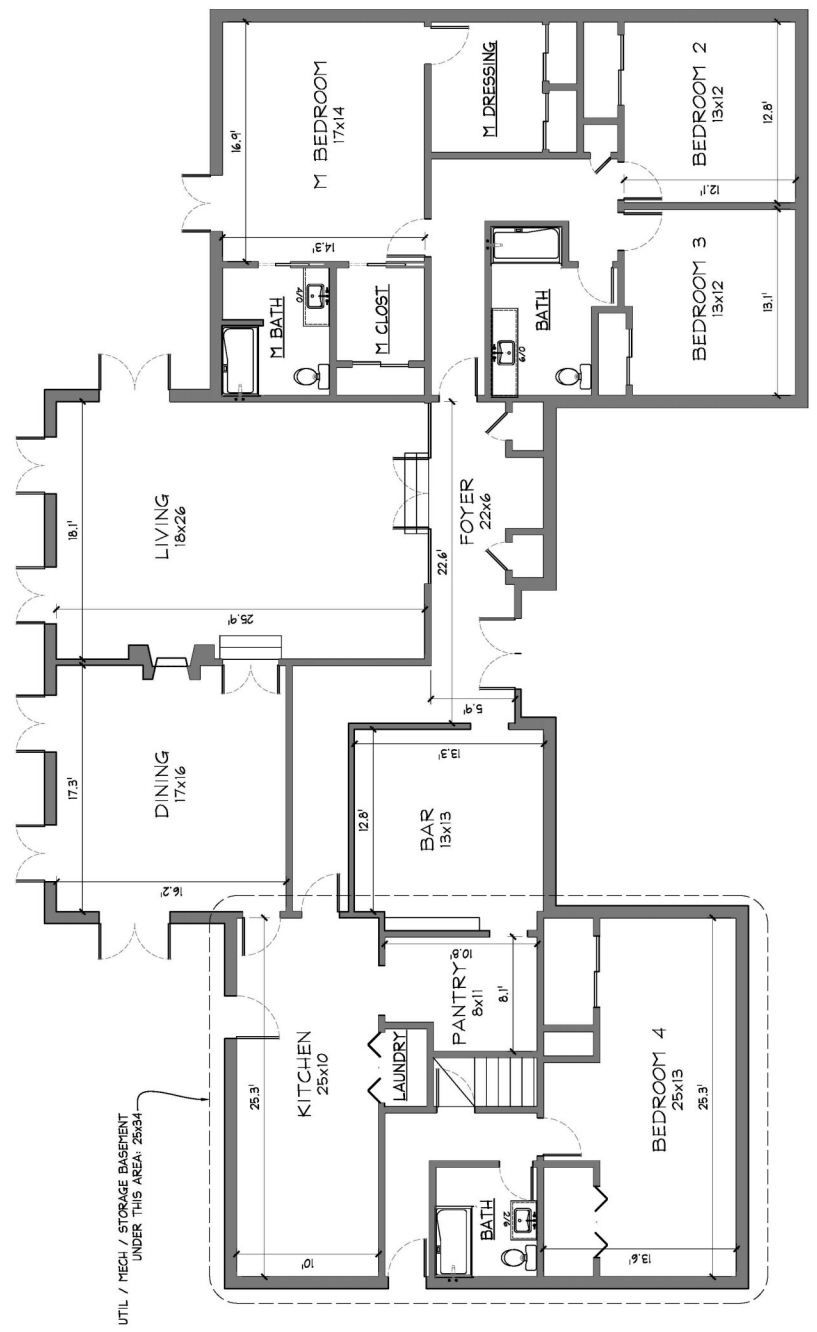 M BEDROOM
17x14
16.9'
14.3'
M DRESSING
BEDROOM 2
13x12
12.8'
12.1'
BEDROOM 3
13x12
13.1'
M BATH
4/0
M CLOST
BATH
6/0
LIVING
18x26
18.1'
25.9'
FOYER
22x6
22.6'
5.9'
DINING
17x16
17.3'
16.2'
BAR
13x13
12.8'
13.3'
KITCHEN
25x10
25.3'
10'
PANTRY
8x11
10.8'
8.1'
LAUNDRY
BEDROOM 4
25x13
25.3'
13.6'
BATH
2/6
UTIL / MECH / STORAGE BASEMENT
UNDER THIS AREA: 25x34